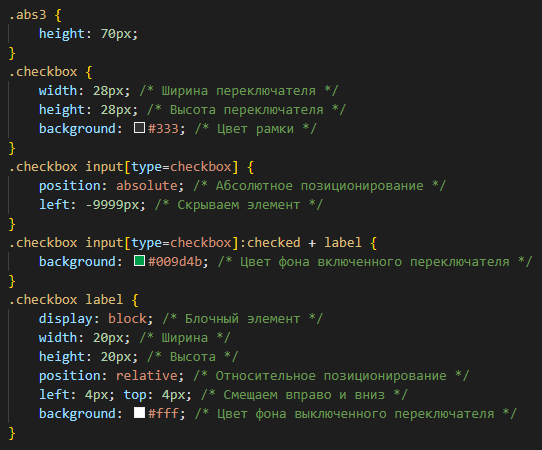 .abs3 {
    height: 70px;
}
.checkbox {
    width: 28px; /* Ширина переключателя */
    height: 28px; /* Высота переключателя */
    background: #333; /* Цвет рамки */
}
.checkbox input[type=checkbox] {
    position: absolute; /* Абсолютное позиционирование */
    left: -9999px; /* Скрываем элемент */
}
.checkbox input[type=checkbox]:checked + label {
    background: #009d4b; /* Цвет фона включенного переключателя */
}
.checkbox label {
    display: block; /* Блочный элемент */
    width: 20px; /* Ширина */
    height: 20px; /* Высота */
    position: relative; /* Относительное позиционирование */
    left: 4px; top: 4px; /* Смещаем вправо и вниз */
    background: #fff; /* Цвет фона выключенного переключателя */
}